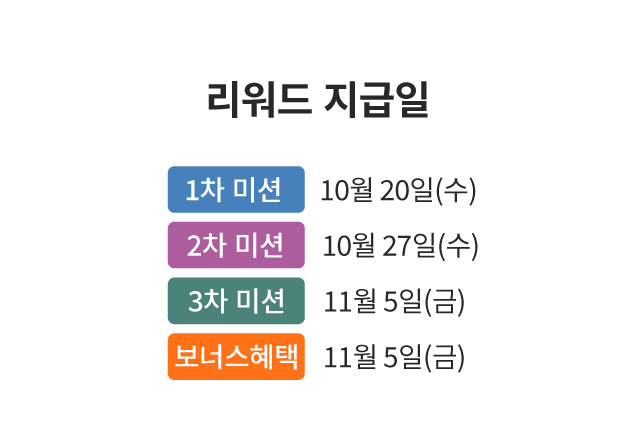 리워드 지급일
1차 미션 10월 20일(수)
2차 미션 10월 27일(수)
3차 미션 11월 5일(금)
보너스혜택 11월 5일(금)